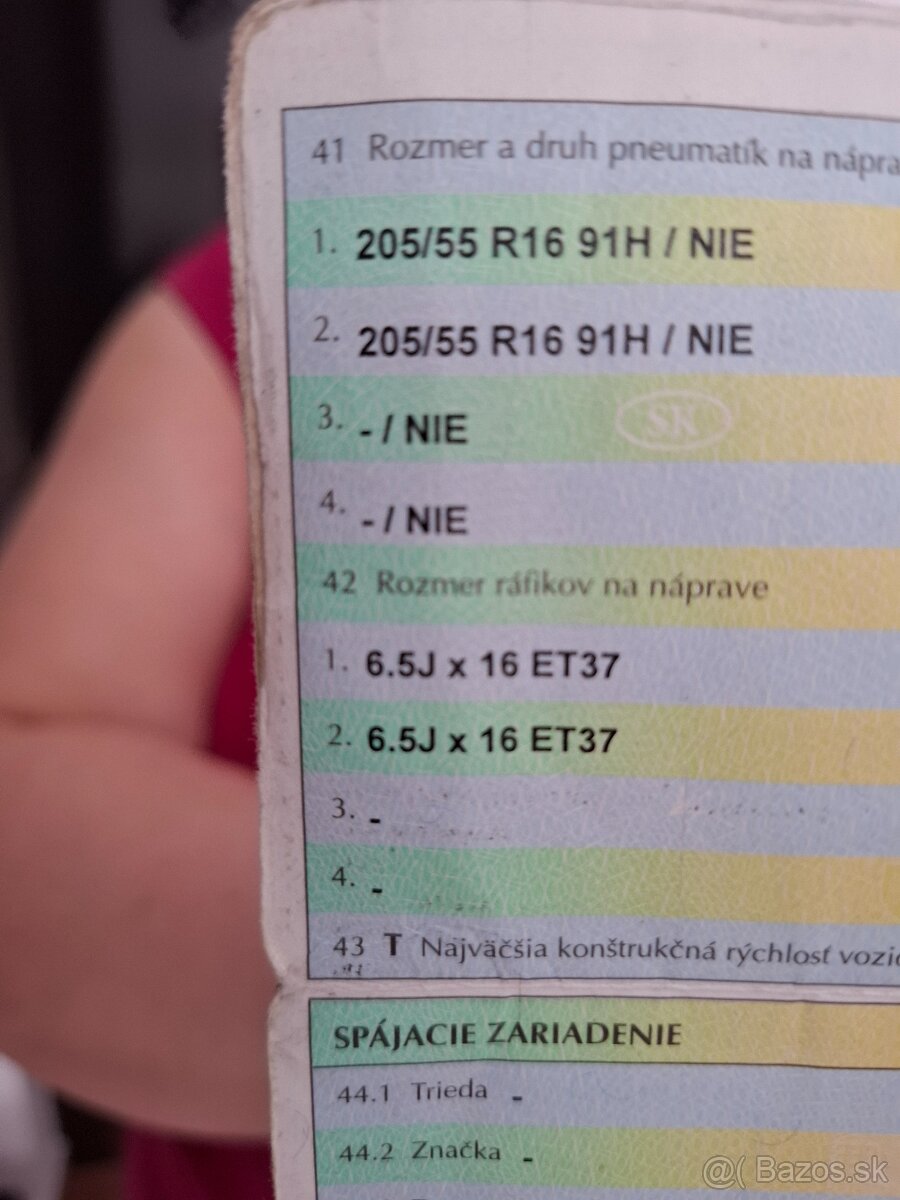 41 Rozmer a druh pneumatík na nápra
1. 205/55 R16 91H / NIE
2. 205/55 R16 91H / NIE
3. - / NIE
SK
4. - / NIE
42 Rozmer ráfikov na náprave
1. 6.5J x 16 ET37
2. 6.5J x 16 ET37
3. -
4. -
43 T Najväčšia konštrukčná rýchlosť vozid
SPÁJACIE ZARIADENIE
44.1 Trieda -
44.2 Značka -
@( Bazos.sk